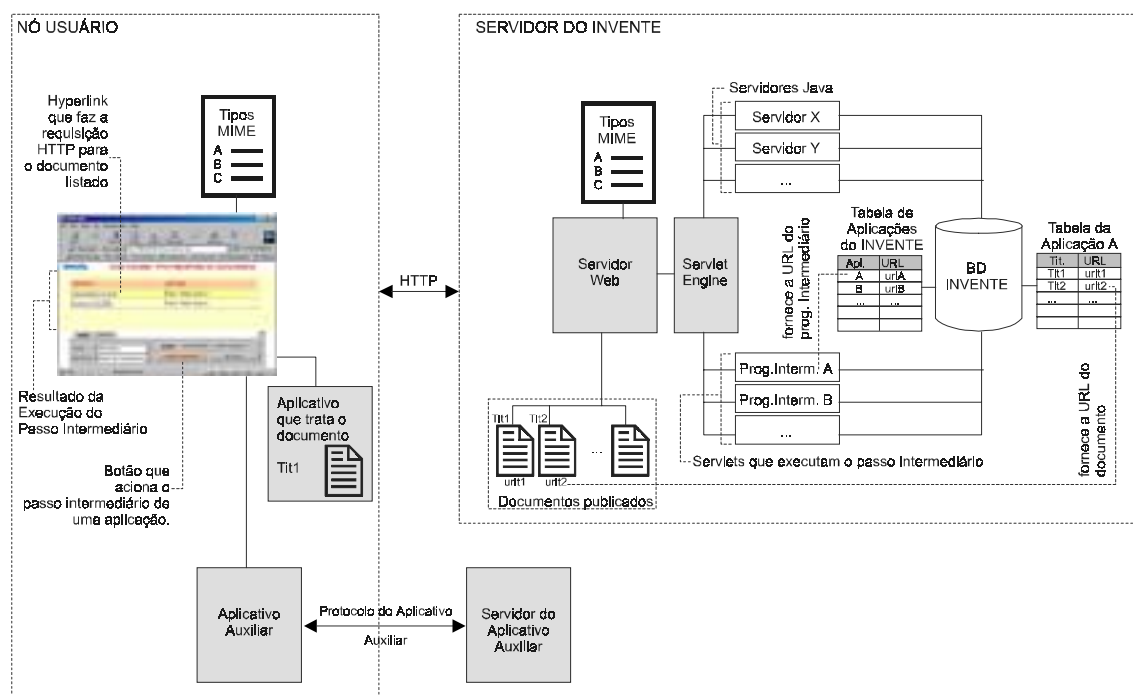 NÓ USUÁRIO
Hyperlink
que faz a
requisição
HTTP para
o documento
listado
Tipos
MIME
A
B
C
Resultado da
Execução do
Passo Intermediário
Botão que
aciona o
passo intermediário de
uma aplicação.
Aplicativo
que trata o
documento
Tit1
Aplicativo
Auxiliar
Protocolo do Aplicativo
Auxiliar
Servidor do
Aplicativo
Auxiliar
HTTP
SERVIDOR DO INVENTE
Tipos
MIME
A
B
C
Servidor
Web
Servlet
Engine
Servidores Java
Servidor X
Servidor Y
...
Tabela de
Aplicações
do INVENTE
Apl. URL
A urlA
B urlB
... ...
BD
INVENTE
Tabela da
Aplicação A
Tit. URL
Tit1 urlt1
Tit2 urlt2
... ...
fornece a URL do
prog. Intermediário
Prog.Interm. A
Prog.Interm. B
...
Servlets que executam o passo Intermediário
fornece a URL do
documento
Tit1 Tit2
...
urlt1 urlt2
Documentos publicados